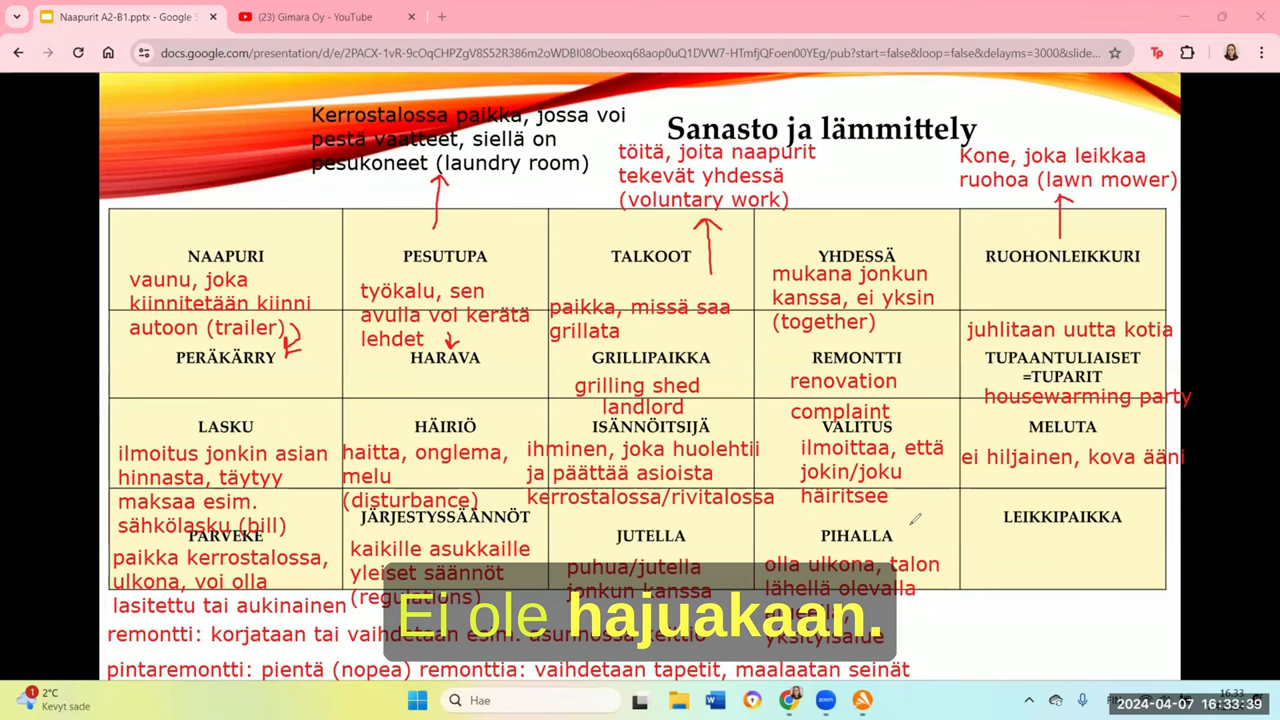 Naapurit A2-B1.pptx - Google S
(23) Gimara Oy - YouTube
docs.google.com/presentation/d/e/2PACX-1vR-9cOqCHPZgV8S52R386m2oWDBI08Obeoxq68aop0uQ1DVW7-HTmfjQFoen00YEg/pub?start=false&loop=false&delayms=3000&slide...
Kerrostalossa paikka, jossa voi
pestä vaatteet, siellä on
pesukoneet (laundry room)
Sanasto ja lämmittely
töitä, joita naapurit
tekevät yhdessä
(voluntary work)
Kone, joka leikkaa
ruohoa (lawn mower)
NAAPURI
PESUTUPA
TALKOOT
YHDESSÄ
RUOHONLEIKKURI
vaunu, joka
kiinnitetään kiinni
autoon (trailer)
työkalu, sen
avulla voi kerätä
lehdet
paikka, missä saa
grillata
mukana jonkun
kanssa, ei yksin
(together)
juhlitaan uutta kotia
PERÄKÄRRY
HARAVA
GRILLIPAIKKA
REMONTTI
TUPAANTULIAISET
=TUPARIT
grilling shed
renovation
housewarming party
landlord
complaint
LASKU
HÄIRIÖ
ISÄNNÖITSIJÄ
VALITUS
MELUTA
ilmoitus jonkin asian
hinnasta, täytyy
maksaa esim.
sähkölasku (bill)
haitta, onglema,
melu
(disturbance)
ihminen, joka huolehtii
ja päättää asioista
kerrostalossa/rivitalossa
ilmoittaa, että
jokin/joku
häiritsee
ei hiljainen, kova ääni
PARVEKE
JÄRJESTYSSÄÄNNÖT
JUTELLA
PIHALLA
LEIKKIPAIKKA
paikka kerrostalossa,
ulkona, voi olla
lasitettu tai aukinainen
kaikille asukkaille
yleiset säännöt
(regulations)
puhua/jutella
jonkun kanssa
olla ulkona, talon
lähellä olevalla
yksityisalue
Ei ole hajuakaan.
remontti: korjataan tai vaihdetaan esim. asunnossa keittiö
pintaremontti: pientä (nopea) remonttia: vaihdetaan tapetit, maalaatan seinät
1
2°C
Kevyt sade
Hae
zoom
FIN
16.33
2024-04-07 16:33:39